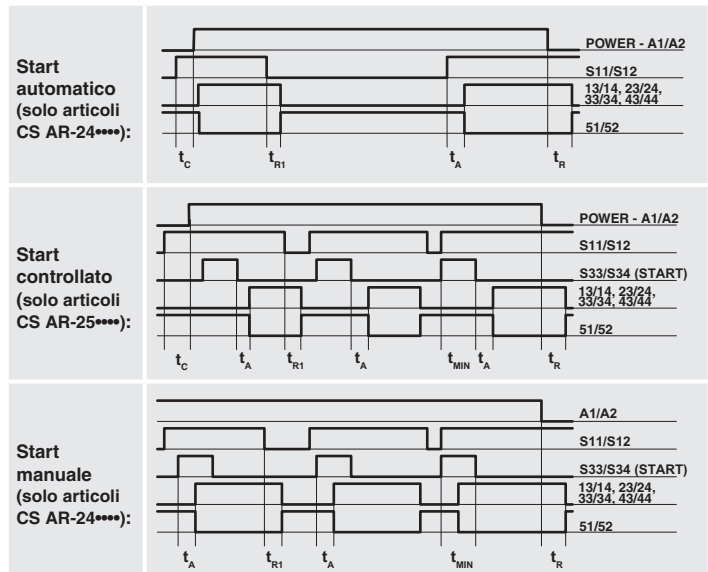 Start
automatico
(solo articoli
CS AR-24••••):
POWER - A1/A2
S11/S12
13/14, 23/24,
33/34, 43/44
51/52
tC
tR1
tA
tR
Start
controllato
(solo articoli
CS AR-25••••):
POWER - A1/A2
S11/S12
S33/S34 (START)
13/14, 23/24,
33/34, 43/44
51/52
tC
tA
tR1
tA
tMIN
tA
tR
Start
manuale
(solo articoli
CS AR-24••••):
A1/A2
S11/S12
S33/S34 (START)
13/14, 23/24,
33/34, 43/44
51/52
tA
tR1
tA
tMIN
tR